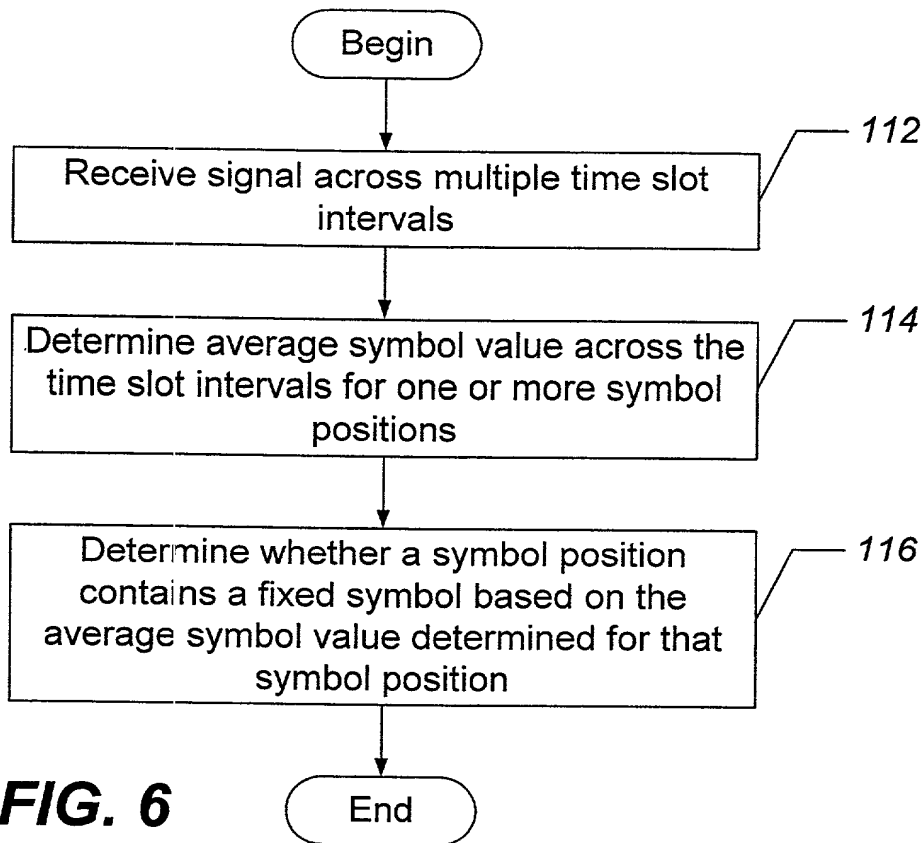 Begin
112
Receive signal across multiple time slot
intervals
114
Determine average symbol value across the
time slot intervals for one or more symbol
positions
116
Determine whether a symbol position
contains a fixed symbol based on the
average symbol value determined for that
symbol position
FIG. 6
End